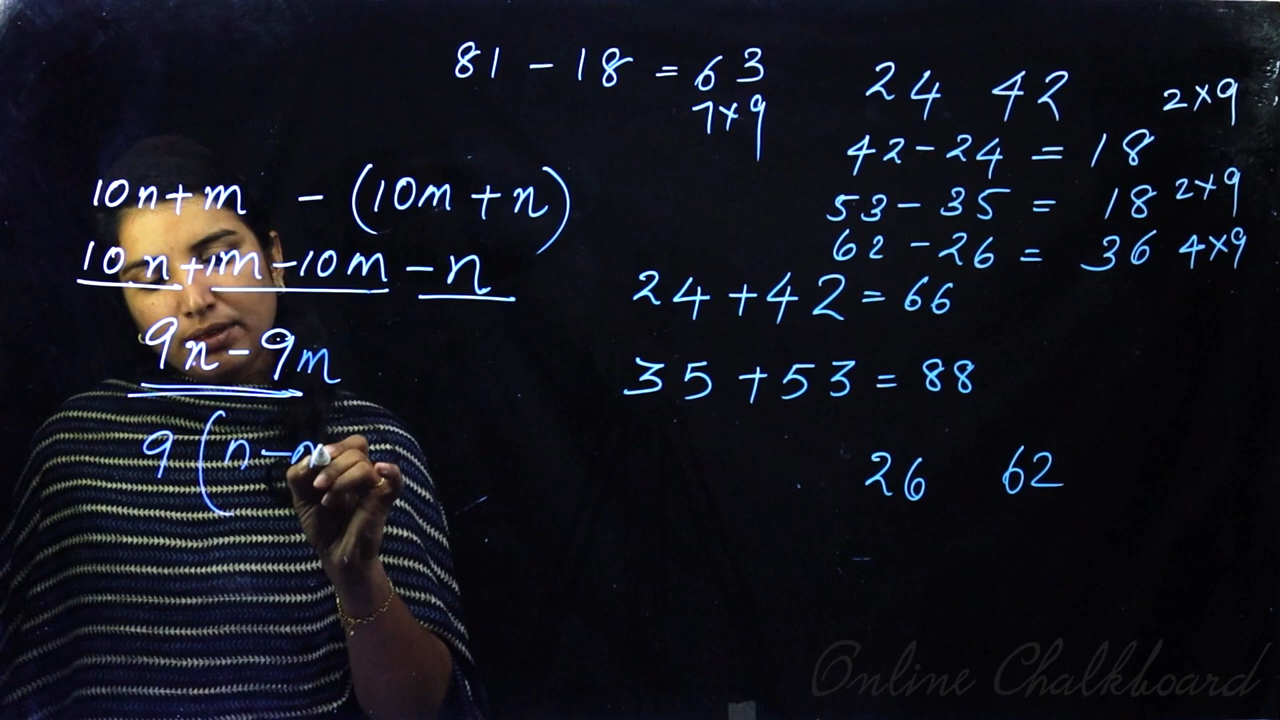 81 - 18 = 63
7×9
24 42
2×9
42 - 24 = 18
53 - 35 = 18 2×9
62 - 26 = 36 4×9
24 + 42 = 66
35 + 53 = 88
26 62
10n + m - (10m + n)
10n + m - 10m - n
9n - 9m
9(n - m
Online Chalkboard